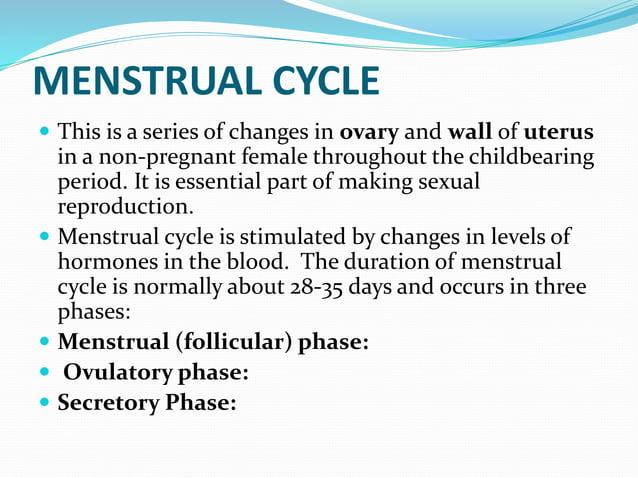 MENSTRUAL CYCLE
• This is a series of changes in ovary and wall of uterus
in a non-pregnant female throughout the childbearing
period. It is essential part of making sexual
reproduction.
• Menstrual cycle is stimulated by changes in levels of
hormones in the blood.  The duration of menstrual
cycle is normally about 28-35 days and occurs in three
phases:
• Menstrual (follicular) phase:
•  Ovulatory phase:
• Secretory Phase: